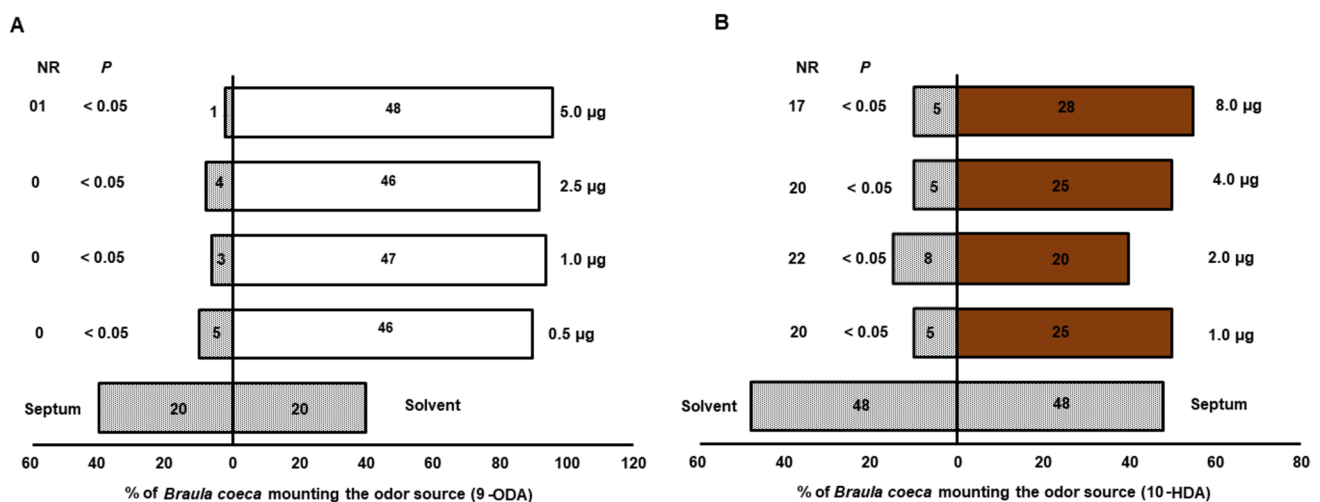 A
NR P
01 < 0.05 1 48 5.0 µg
0 < 0.05 4 46 2.5 µg
0 < 0.05 3 47 1.0 µg
0 < 0.05 5 46 0.5 µg
Septum 20 20 Solvent
60 40 20 0 20 40 60 80 100 120
% of Braula coeca mounting the odor source (9-ODA)
B
NR P
17 < 0.05 5 28 8.0 µg
20 < 0.05 5 25 4.0 µg
22 < 0.05 8 20 2.0 µg
20 < 0.05 5 25 1.0 µg
Solvent 48 48 Septum
60 40 20 0 20 40 60 80
% of Braula coeca mounting the odor source (10-HDA)